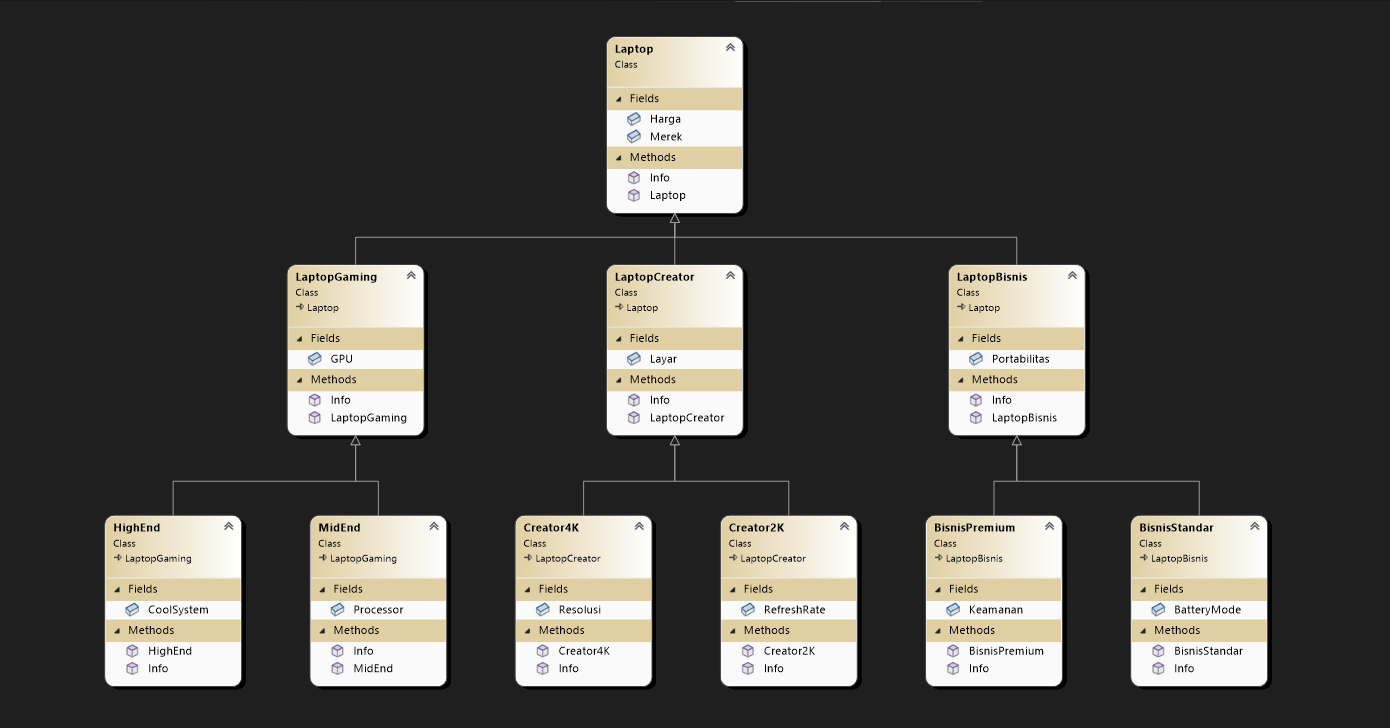 Laptop
Class
Fields
Harga
Merek
Methods
Info
Laptop
LaptopGaming
Class
Laptop
Fields
GPU
Methods
Info
LaptopGaming
LaptopCreator
Class
Laptop
Fields
Layar
Methods
Info
LaptopCreator
LaptopBisnis
Class
Laptop
Fields
Portabilitas
Methods
Info
LaptopBisnis
HighEnd
Class
LaptopGaming
Fields
CoolSystem
Methods
HighEnd
Info
MidEnd
Class
LaptopGaming
Fields
Processor
Methods
Info
MidEnd
Creator4K
Class
LaptopCreator
Fields
Resolusi
Methods
Creator4K
Info
Creator2K
Class
LaptopCreator
Fields
RefreshRate
Methods
Creator2K
Info
BisnisPremium
Class
LaptopBisnis
Fields
Keamanan
Methods
BisnisPremium
Info
BisnisStandar
Class
LaptopBisnis
Fields
BatteryMode
Methods
BisnisStandar
Info